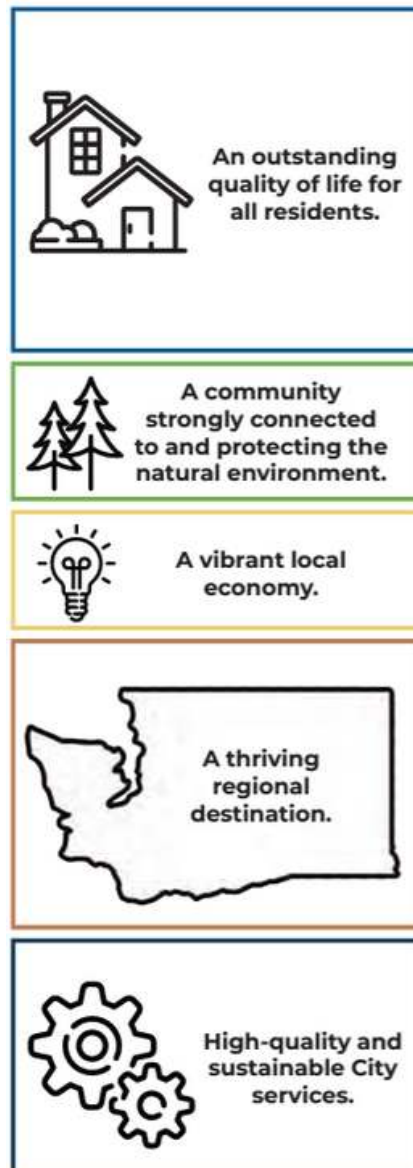 An outstanding
quality of life for
all residents.
A community
strongly connected
to and protecting the
natural environment.
A vibrant local
economy.
A thriving
regional
destination.
High-quality and
sustainable City
services.